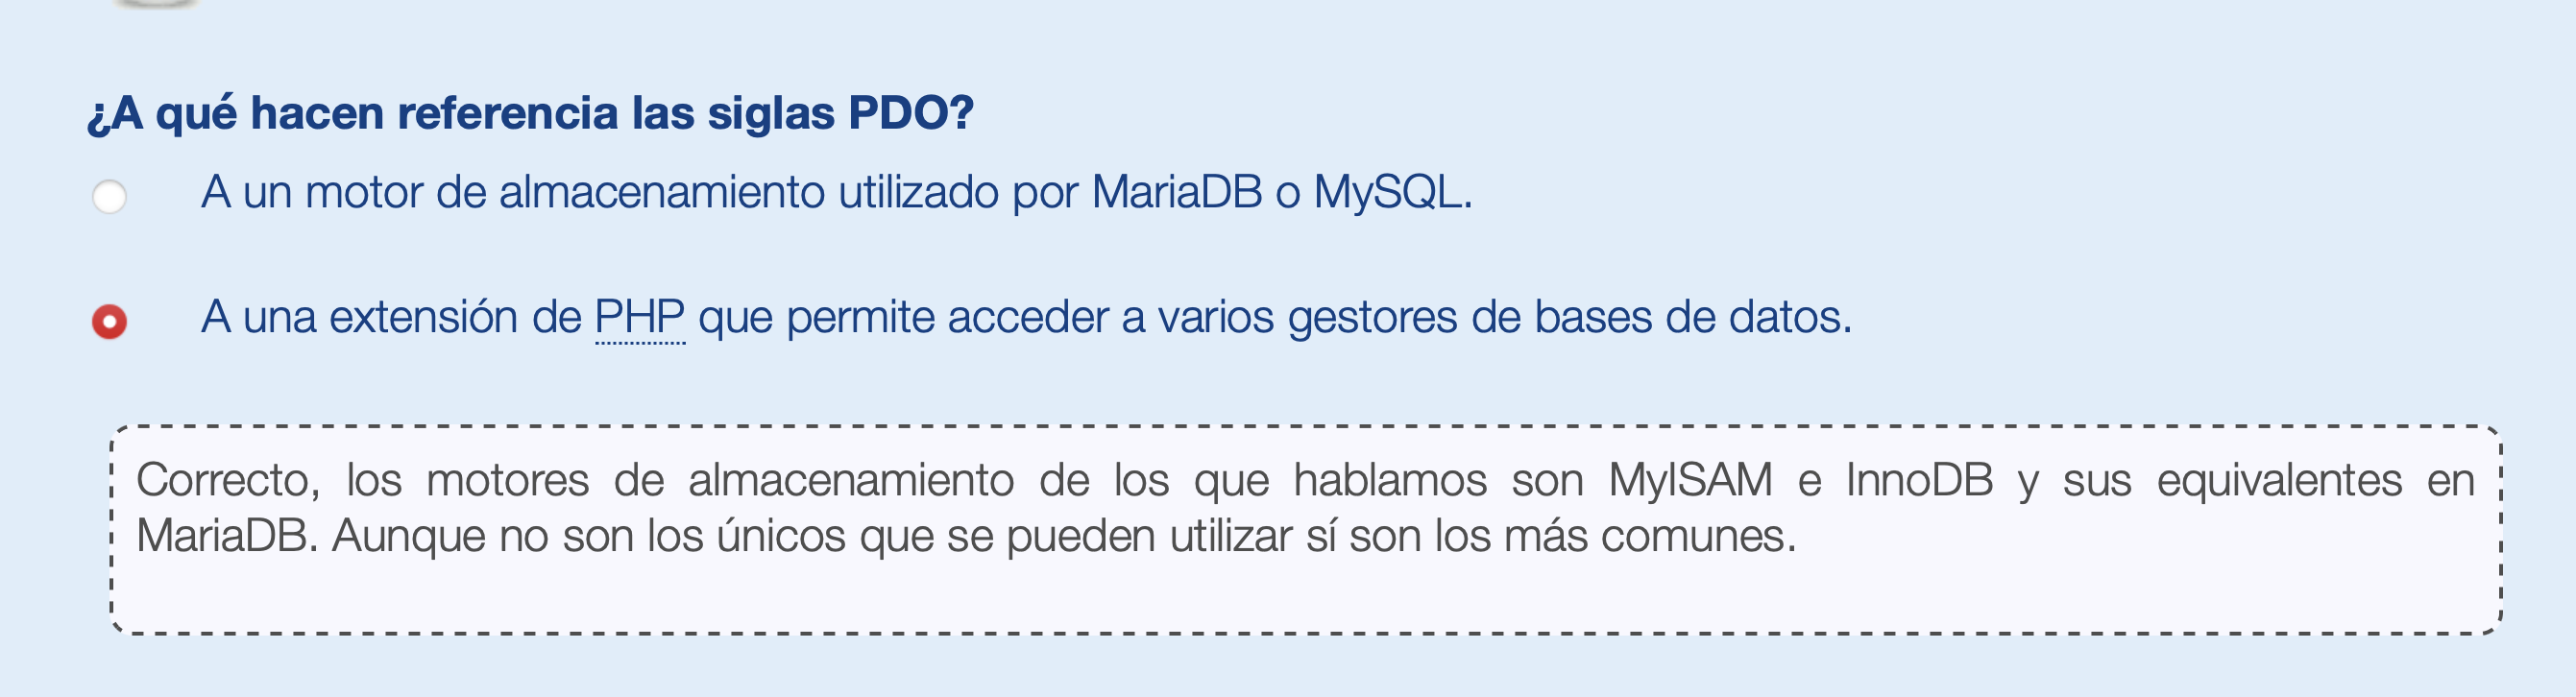 ¿A qué hacen referencia las siglas PDO?
A un motor de almacenamiento utilizado por MariaDB o MySQL.
A una extensión de PHP que permite acceder a varios gestores de bases de datos.
Correcto, los motores de almacenamiento de los que hablamos son MyISAM e InnoDB y sus equivalentes en
MariaDB. Aunque no son los únicos que se pueden utilizar sí son los más comunes.